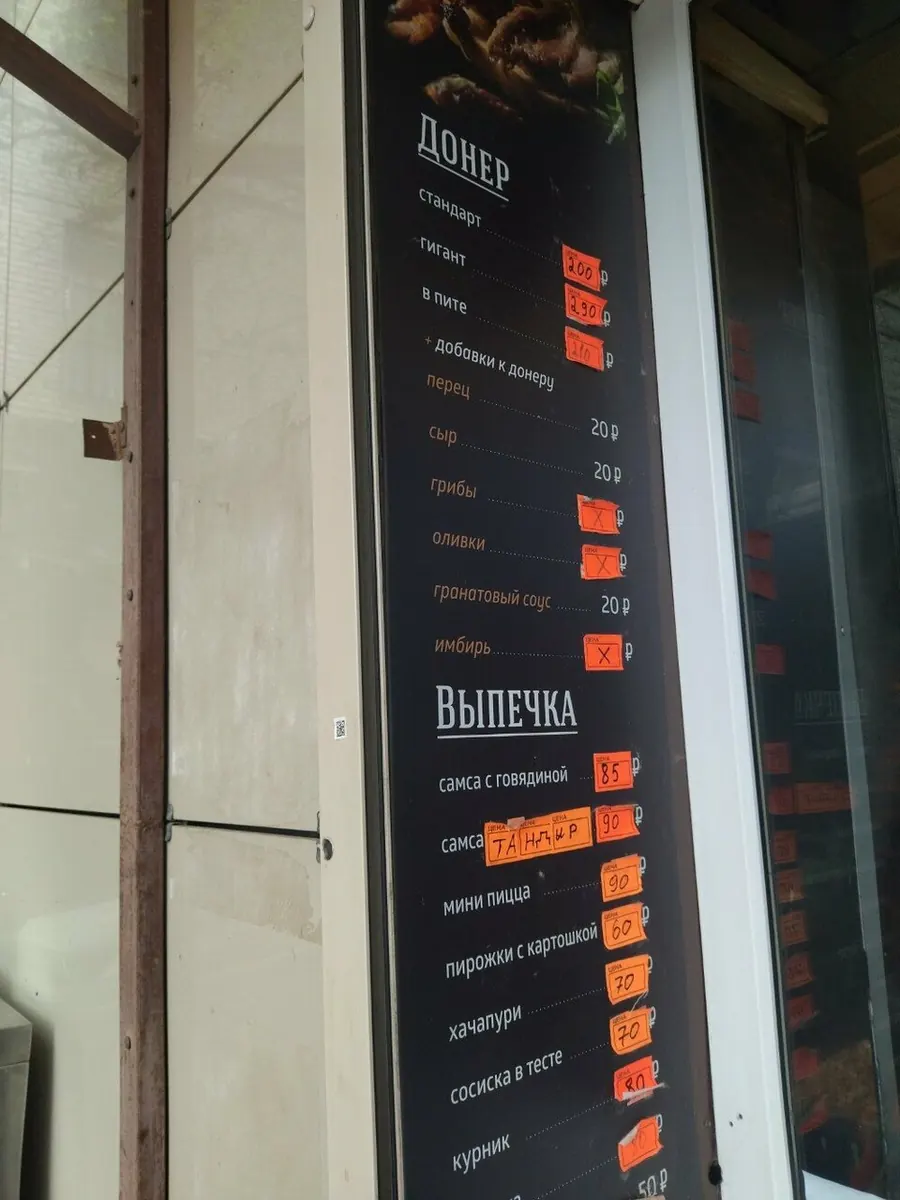 ДОНЕР
стандарт 200 ₽
гигант 290 ₽
в пите 210 ₽
+ добавки к донеру
перец 20 ₽
сыр 20 ₽
грибы X ₽
оливки X ₽
гранатовый соус 20 ₽
имбирь X ₽
ВЫПЕЧКА
самса с говядиной 85 ₽
самса ТАНДЫР 90 ₽
мини пицца 90 ₽
пирожки с картошкой 60 ₽
хачапури 70 ₽
сосиска в тесте 70 ₽
курник 80 ₽
50 ₽